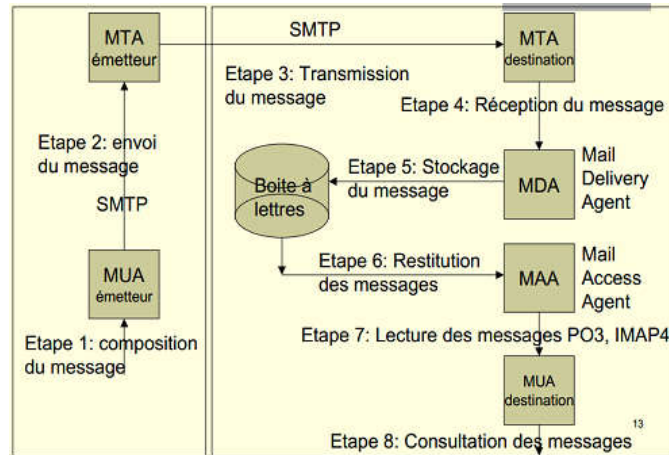 MTA
émetteur
SMTP
MTA
destination
Etape 3: Transmission
du message
Etape 4: Réception du message
Etape 2: envoi
du message
SMTP
Boite à
lettres
Etape 5: Stockage
du message
MDA
Mail
Delivery
Agent
MUA
émetteur
Etape 6: Restitution
des messages
MAA
Mail
Access
Agent
Etape 1: composition
du message
Etape 7: Lecture des messages PO3, IMAP4
MUA
destination
13
Etape 8: Consultation des messages